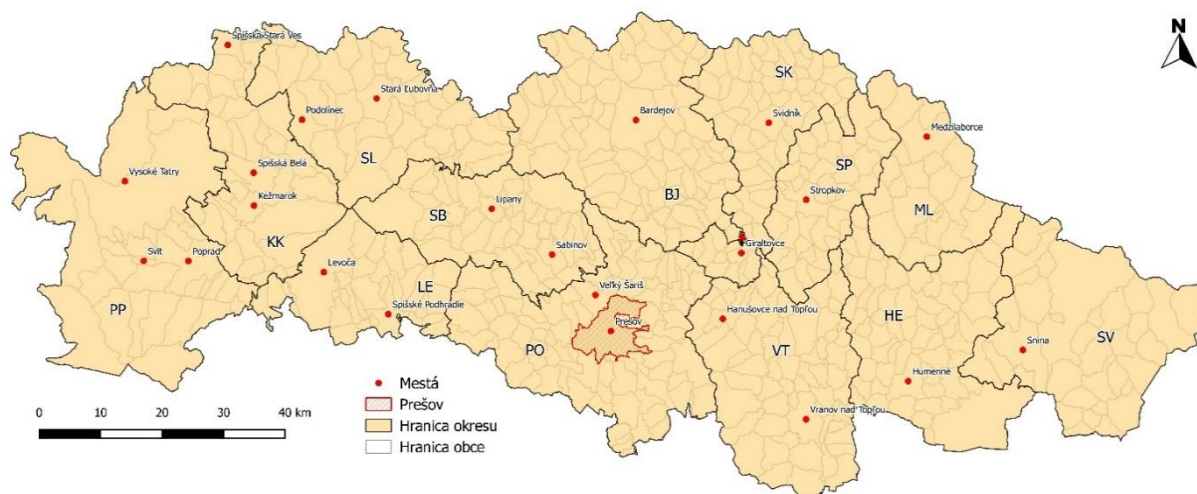 N
Spišská Stará Ves
SK
Stará Ľubovňa
Podolínec
Bardejov
Svidník
Medzilaborce
SL
SP
Vysoké Tatry
Spišská Belá
Kežmarok
Lipany
BJ
Stropkov
ML
SB
KK
Giraltovce
Svit
Poprad
Levoča
Sabinov
LE
Veľký Šariš
PP
Spišské Podhradie
Hanušovce nad Topľou
HE
SV
Prešov
PO
VT
Snina
Humenné
Vranov nad Topľou
Mestá
Prešov
Hranica okresu
Hranica obce
0 10 20 30 40 km